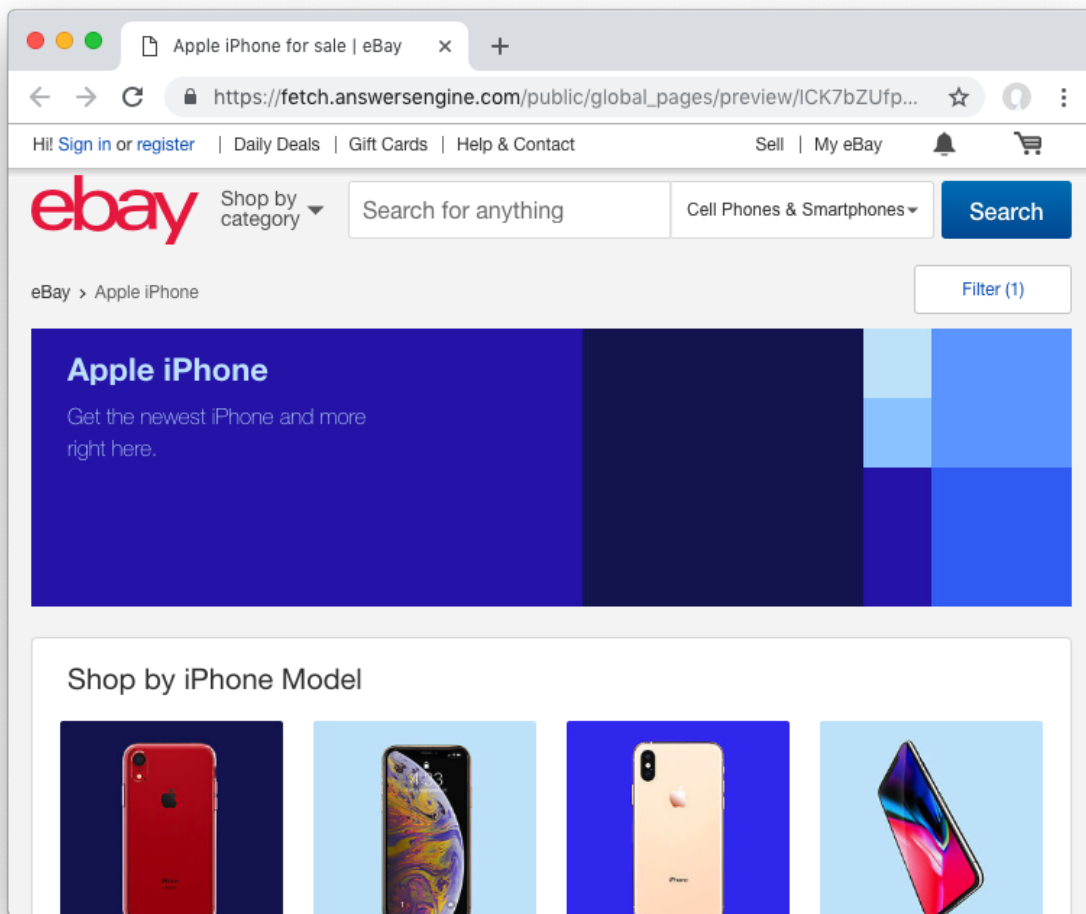 Apple iPhone for sale | eBay
https://fetch.answersengine.com/public/global_pages/preview/ICK7bZUfp...
Hi! Sign in or register | Daily Deals | Gift Cards | Help & Contact Sell | My eBay
ebay Shop by category Search for anything Cell Phones & Smartphones Search
eBay > Apple iPhone Filter (1)
Apple iPhone
Get the newest iPhone and more
right here.
Shop by iPhone Model
iPhone
iPhone